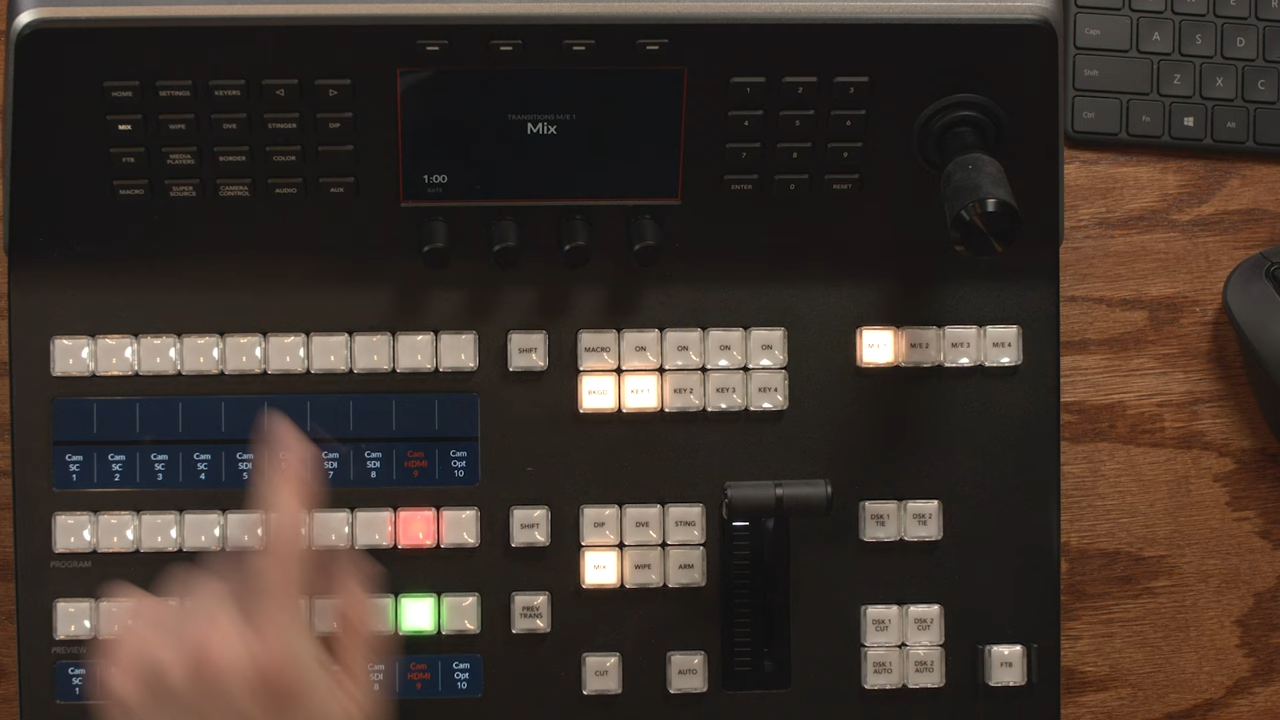 HOME SETTINGS KEYERS
MIX WIPE DVE STINGER DIP
FTB MEDIA PLAYERS BORDER COLOR
MACRO SUPER SOURCE CAMERA CONTROL AUDIO AUX
TRANSITIONS M/E 1
Mix
1:00
RATE
1 2 3
4 5 6
7 8 9
ENTER 0 RESET
Caps A S D
Shift Z X C
Ctrl Fn Alt
SHIFT
MACRO ON ON ON ON
BKGD KEY 1 KEY 2 KEY 3 KEY 4
M/E 1 M/E 2 M/E 3 M/E 4
Cam SC 1
Cam SC 2
Cam SC 3
Cam SC 4
Cam SDI 5
Cam SDI 7
Cam SDI 8
Cam HDMI 9
Cam Opt 10
PROGRAM
SHIFT
DIP DVE STING
MIX WIPE ARM
DSK 1 TIE
DSK 2 TIE
PREVIEW
PREV TRANS
CUT AUTO
DSK 1 CUT
DSK 2 CUT
DSK 1 AUTO
DSK 2 AUTO
FTB
Cam SC 1
Cam SDI 8
Cam HDMI 9
Cam Opt 10